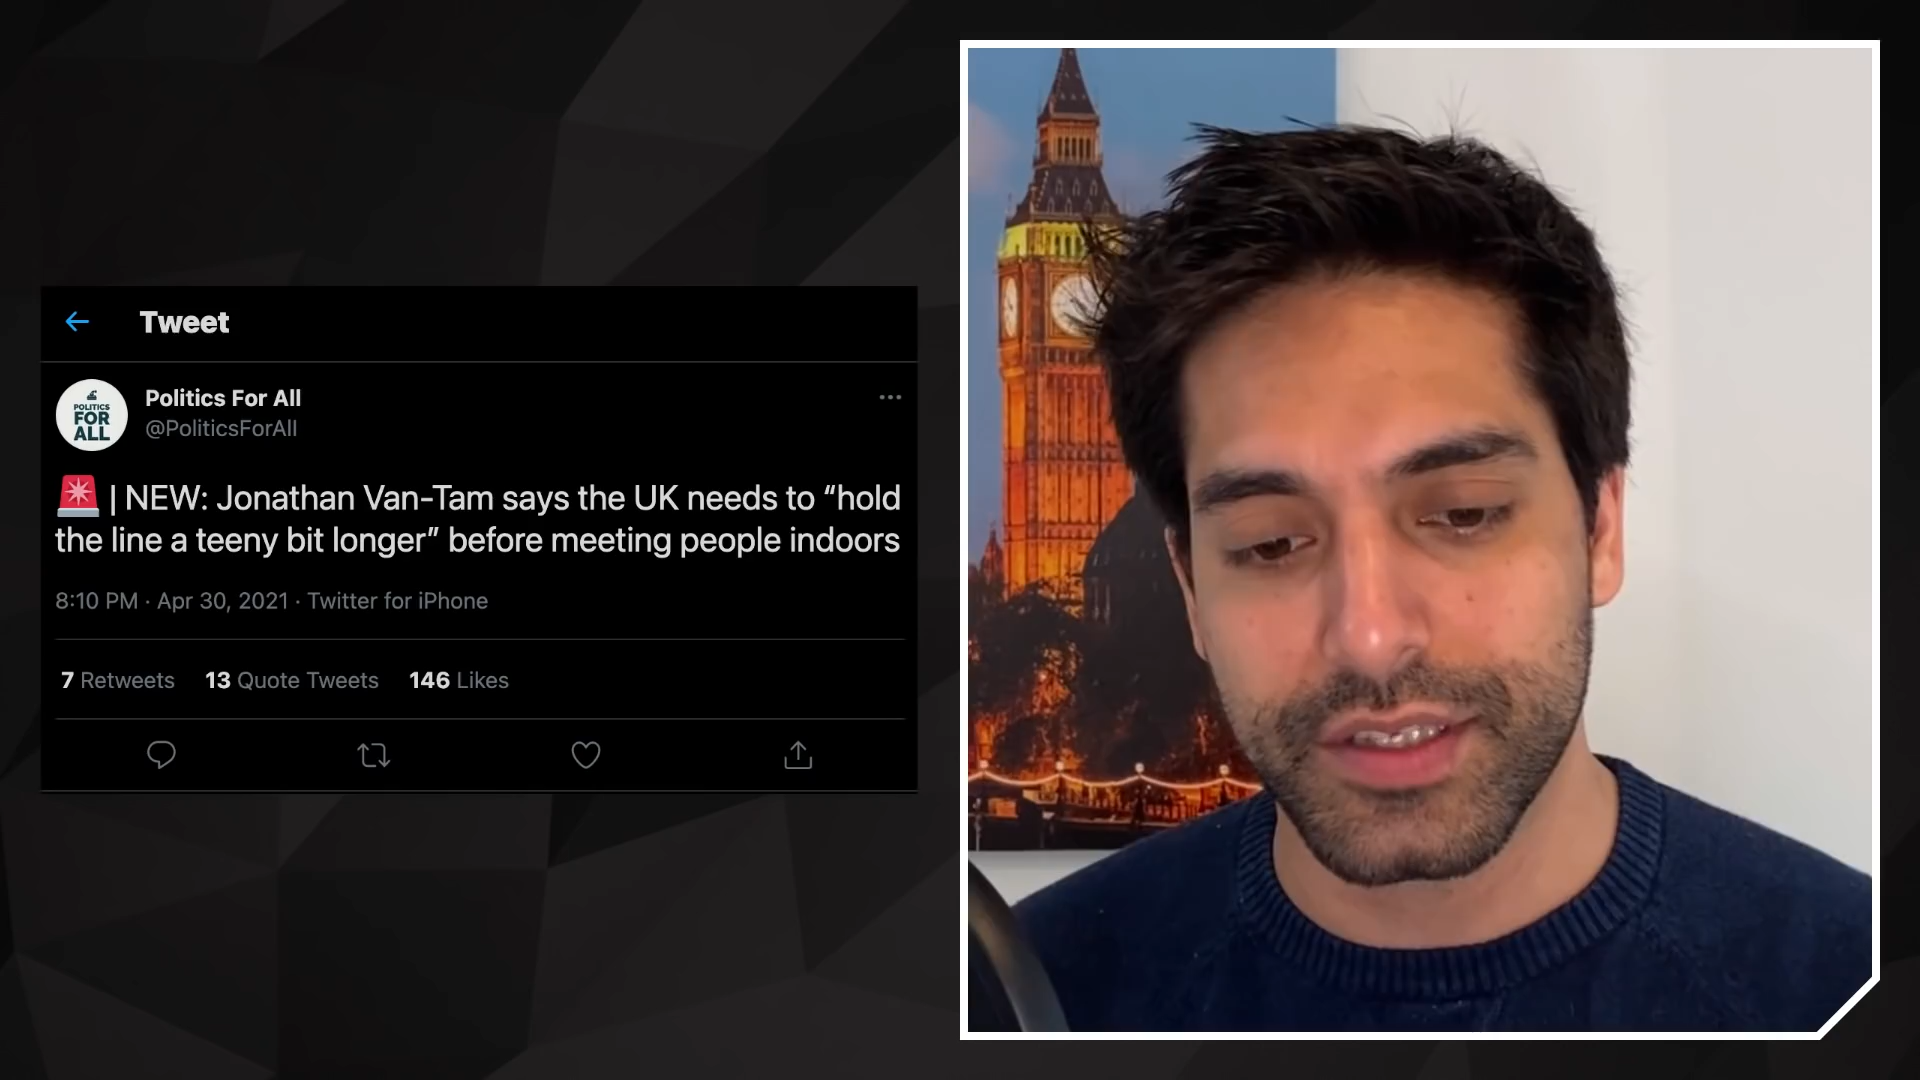 Tweet
POLITICS
FOR
ALL
Politics For All
@PoliticsForAll
| NEW: Jonathan Van-Tam says the UK needs to “hold
the line a teeny bit longer” before meeting people indoors
8:10 PM · Apr 30, 2021 · Twitter for iPhone
7 Retweets 13 Quote Tweets 146 Likes